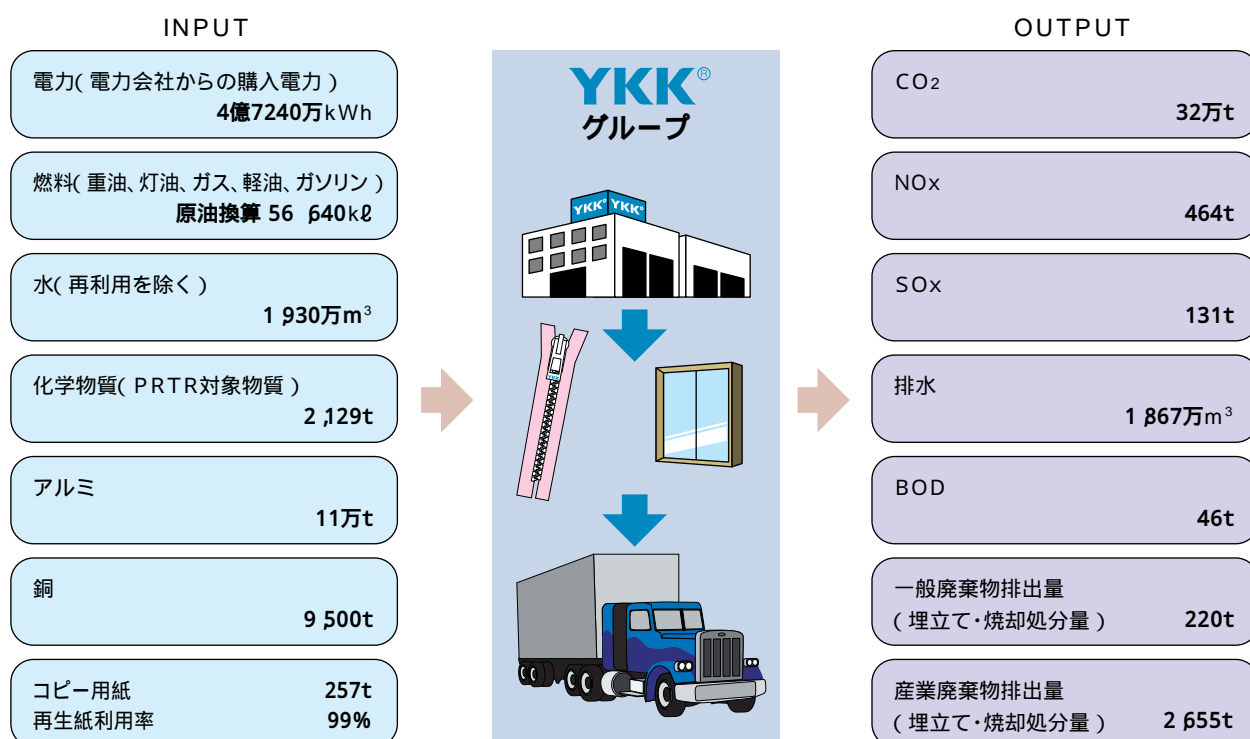 INPUT
電力(電力会社からの購入電力)
4億7240万kWh
燃料(重油、灯油、ガス、軽油、ガソリン)
原油換算 56,640kℓ
水(再利用を除く)
1,930万m³
化学物質(PRTR対象物質)
2,129t
アルミ
11万t
銅
9,500t
コピー用紙 257t
再生紙利用率 99%
YKK®
グループ
YKK® YKK®
YKK
OUTPUT
CO₂
32万t
NOx
464t
SOx
131t
排水
1,867万m³
BOD
46t
一般廃棄物排出量
(埋立て・焼却処分量) 220t
産業廃棄物排出量
(埋立て・焼却処分量) 2,655t